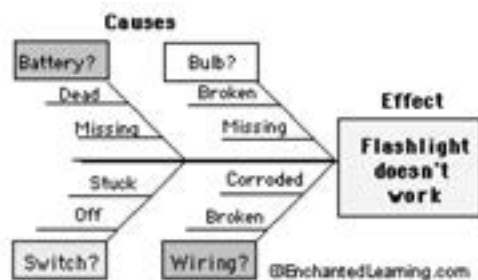 Causes
Battery?
Dead
Missing
Bulb?
Broken
Missing
Effect
Flashlight
doesn't
work
Stuck
Off
Switch?
Corroded
Broken
Wiring?
©EnchantedLearning.com